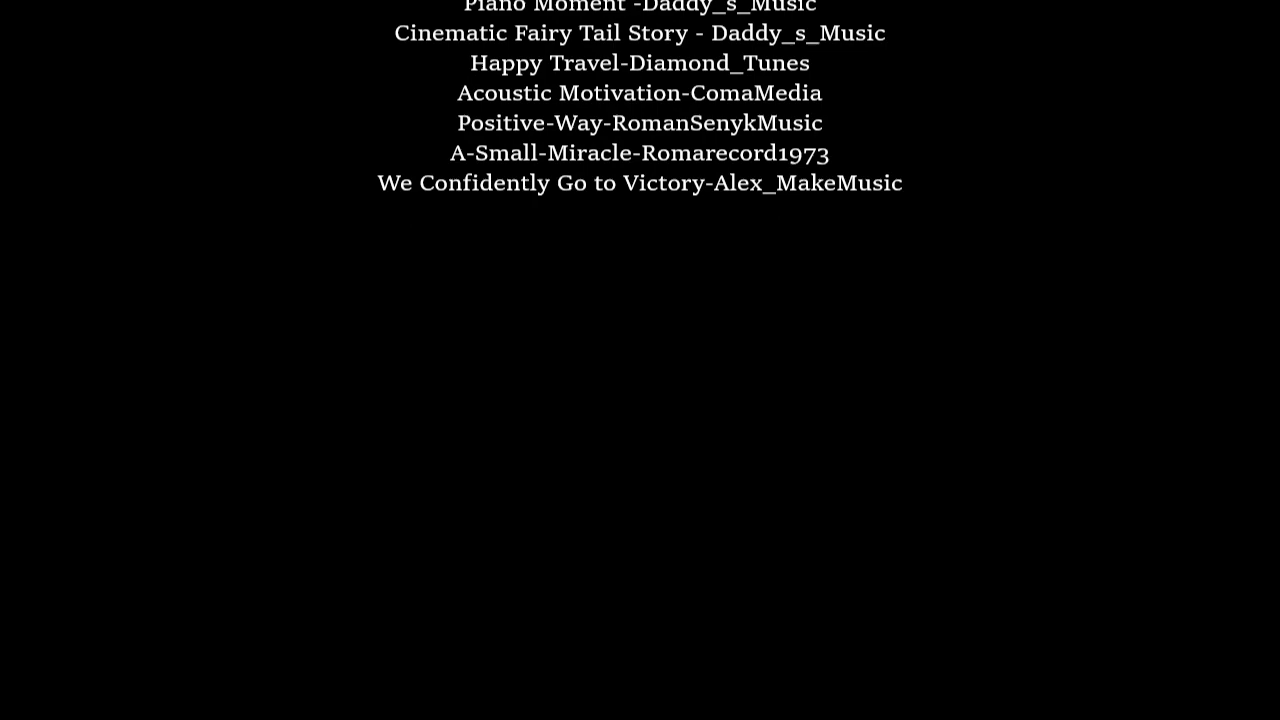 Piano Moment -Daddy_s_Music
Cinematic Fairy Tail Story - Daddy_s_Music
Happy Travel-Diamond_Tunes
Acoustic Motivation-ComaMedia
Positive-Way-RomanSenykMusic
A-Small-Miracle-Romarecord1973
We Confidently Go to Victory-Alex_MakeMusic